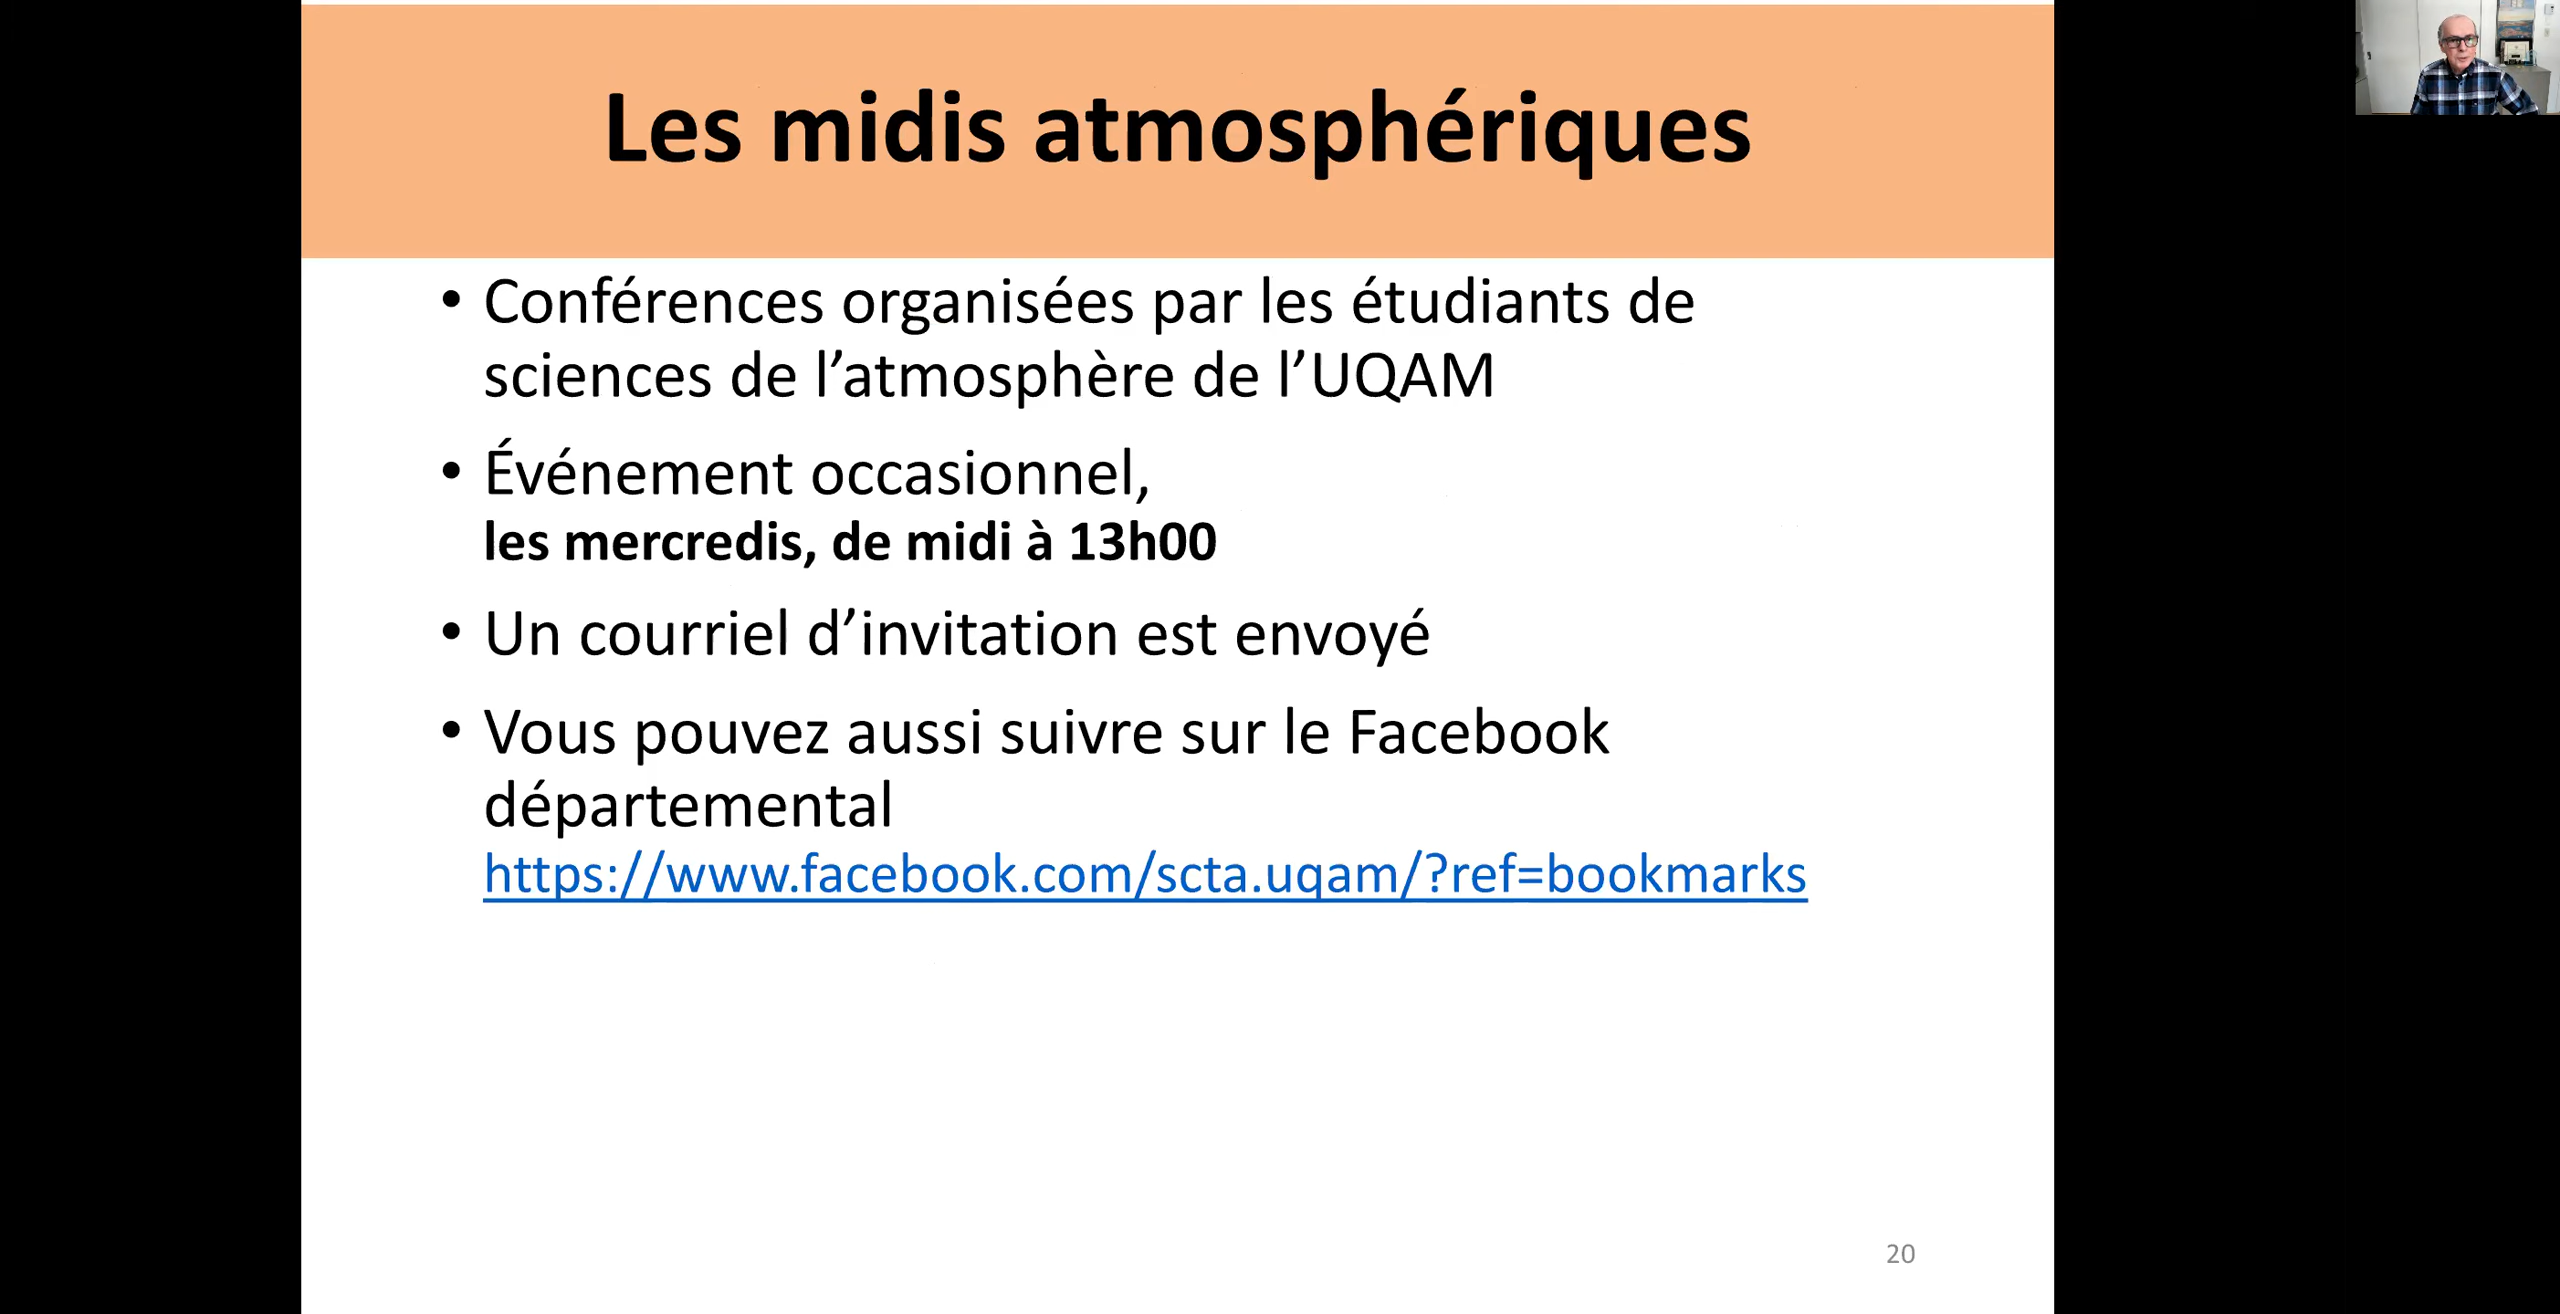 Les midis atmosphériques
• Conférences organisées par les étudiants de
sciences de l’atmosphère de l’UQAM
• Événement occasionnel,
les mercredis, de midi à 13h00
• Un courriel d’invitation est envoyé
• Vous pouvez aussi suivre sur le Facebook
départemental
https://www.facebook.com/scta.uqam/?ref=bookmarks
20